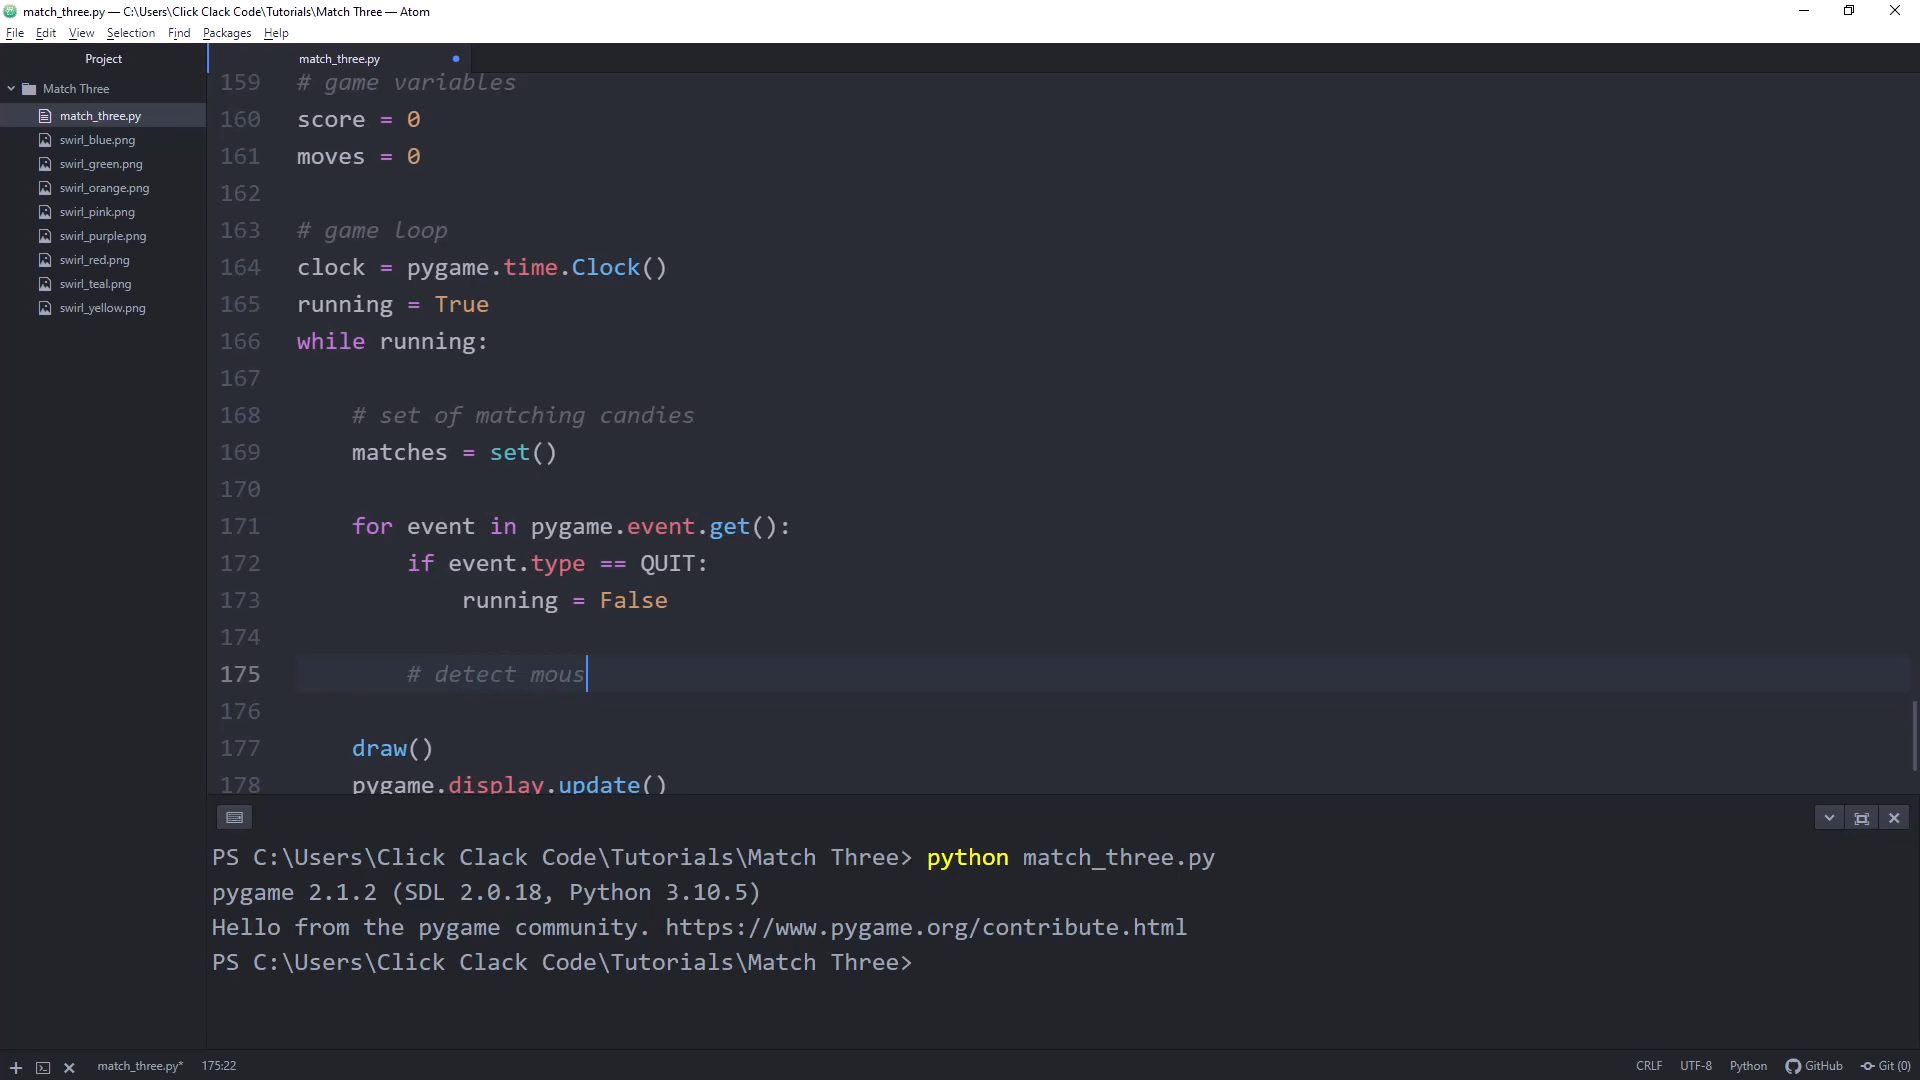 match_three.py — C:\Users\Click Clack Code\Tutorials\Match Three — Atom
File Edit View Selection Find Packages Help
Project
match_three.py
Match Three
match_three.py
swirl_blue.png
swirl_green.png
swirl_orange.png
swirl_pink.png
swirl_purple.png
swirl_red.png
swirl_teal.png
swirl_yellow.png
159 # game variables
160 score = 0
161 moves = 0
162
163 # game loop
164 clock = pygame.time.Clock()
165 running = True
166 while running:
167
168 # set of matching candies
169 matches = set()
170
171 for event in pygame.event.get():
172 if event.type == QUIT:
173 running = False
174
175 # detect mous
176
177 draw()
178 pygame.display.update()
PS C:\Users\Click Clack Code\Tutorials\Match Three> python match_three.py
pygame 2.1.2 (SDL 2.0.18, Python 3.10.5)
Hello from the pygame community. https://www.pygame.org/contribute.html
PS C:\Users\Click Clack Code\Tutorials\Match Three>
match_three.py* 175:22 CRLF UTF-8 Python GitHub Git (0)